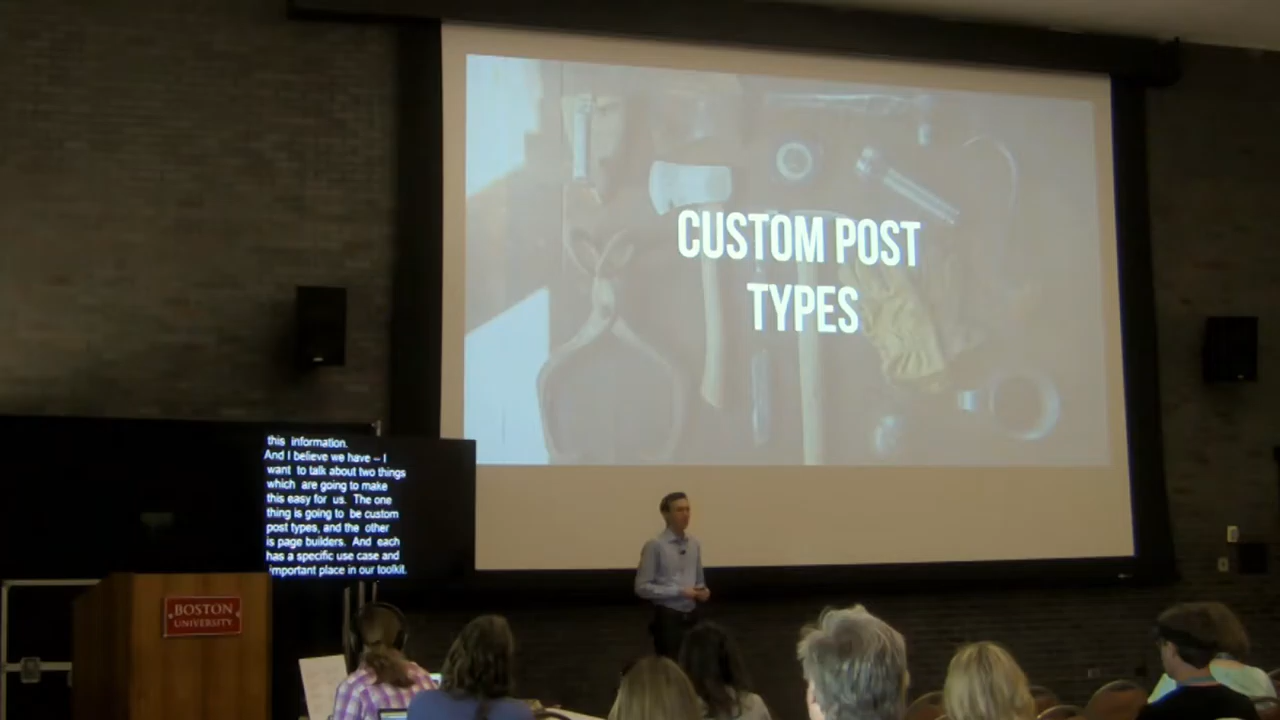 CUSTOM POST
TYPES
this information.
And I believe we have – I
want to talk about two things
which are going to make
this easy for us. The one
thing is going to be custom
post types, and the other
is page builders. And each
has a specific use case and
important place in our toolkit.
BOSTON
UNIVERSITY